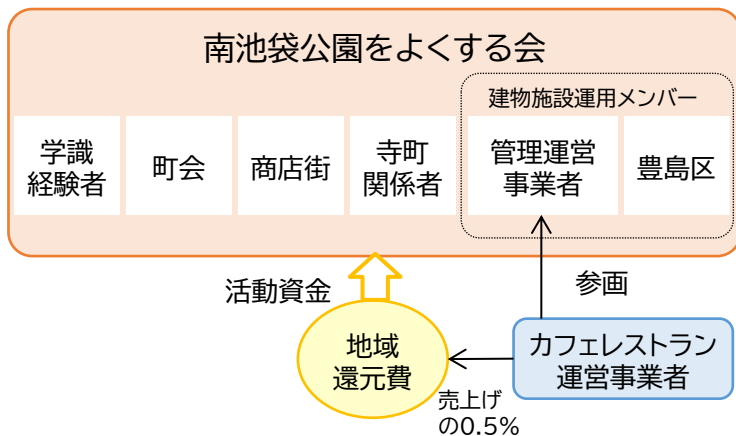 南池袋公園をよくする会
建物施設運用メンバー
学識
経験者
町会
商店街
寺町
関係者
管理運営
事業者
豊島区
活動資金
参画
地域
還元費
カフェレストラン
運営事業者
売上げ
の0.5%